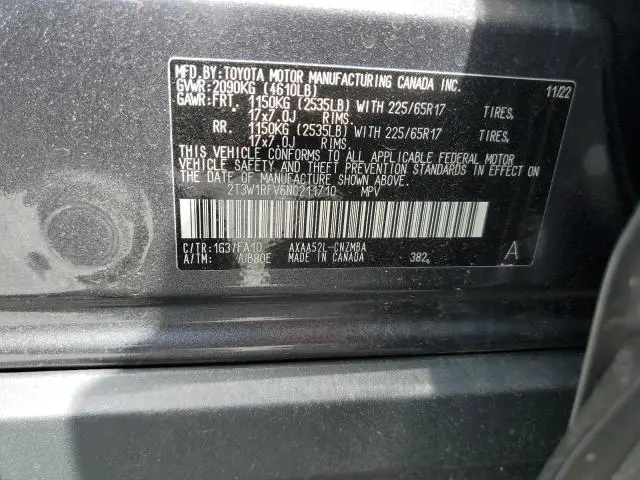 MFD.BY:TOYOTA MOTOR MANUFACTURING CANADA INC.
GVWR:2090KG (4610LB) 11/22
GAWR:FRT. 1150KG (2535LB) WITH 225/65R17 TIRES,
17x7.0J RIMS.
RR. 1150KG (2535LB) WITH 225/65R17 TIRES,
17x7.0J RIMS.
THIS VEHICLE CONFORMS TO ALL APPLICABLE FEDERAL MOTOR
VEHICLE SAFETY AND THEFT PREVENTION STANDARDS IN EFFECT ON
THE DATE OF MANUFACTURE SHOWN ABOVE.
2T3W1RFV6NC211710 MPV
C/TR:1G3/FA10 AXAA52L-CNZMBA
A/TM: /UB80E MADE IN CANADA 382 A